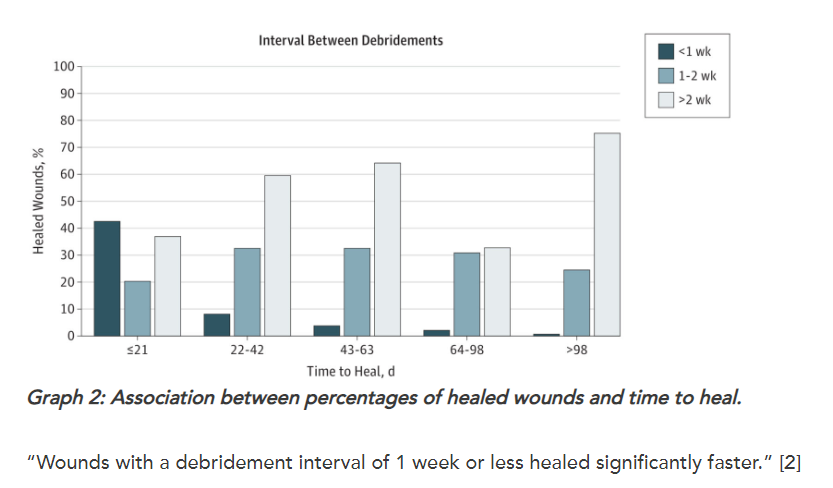 Interval Between Debridements
<1 wk
1-2 wk
>2 wk
Healed Wounds, %
100
90
80
70
60
50
40
30
20
10
0
≤21
22-42
43-63
64-98
>98
Time to Heal, d
Graph 2: Association between percentages of healed wounds and time to heal.
“Wounds with a debridement interval of 1 week or less healed significantly faster.” [2]